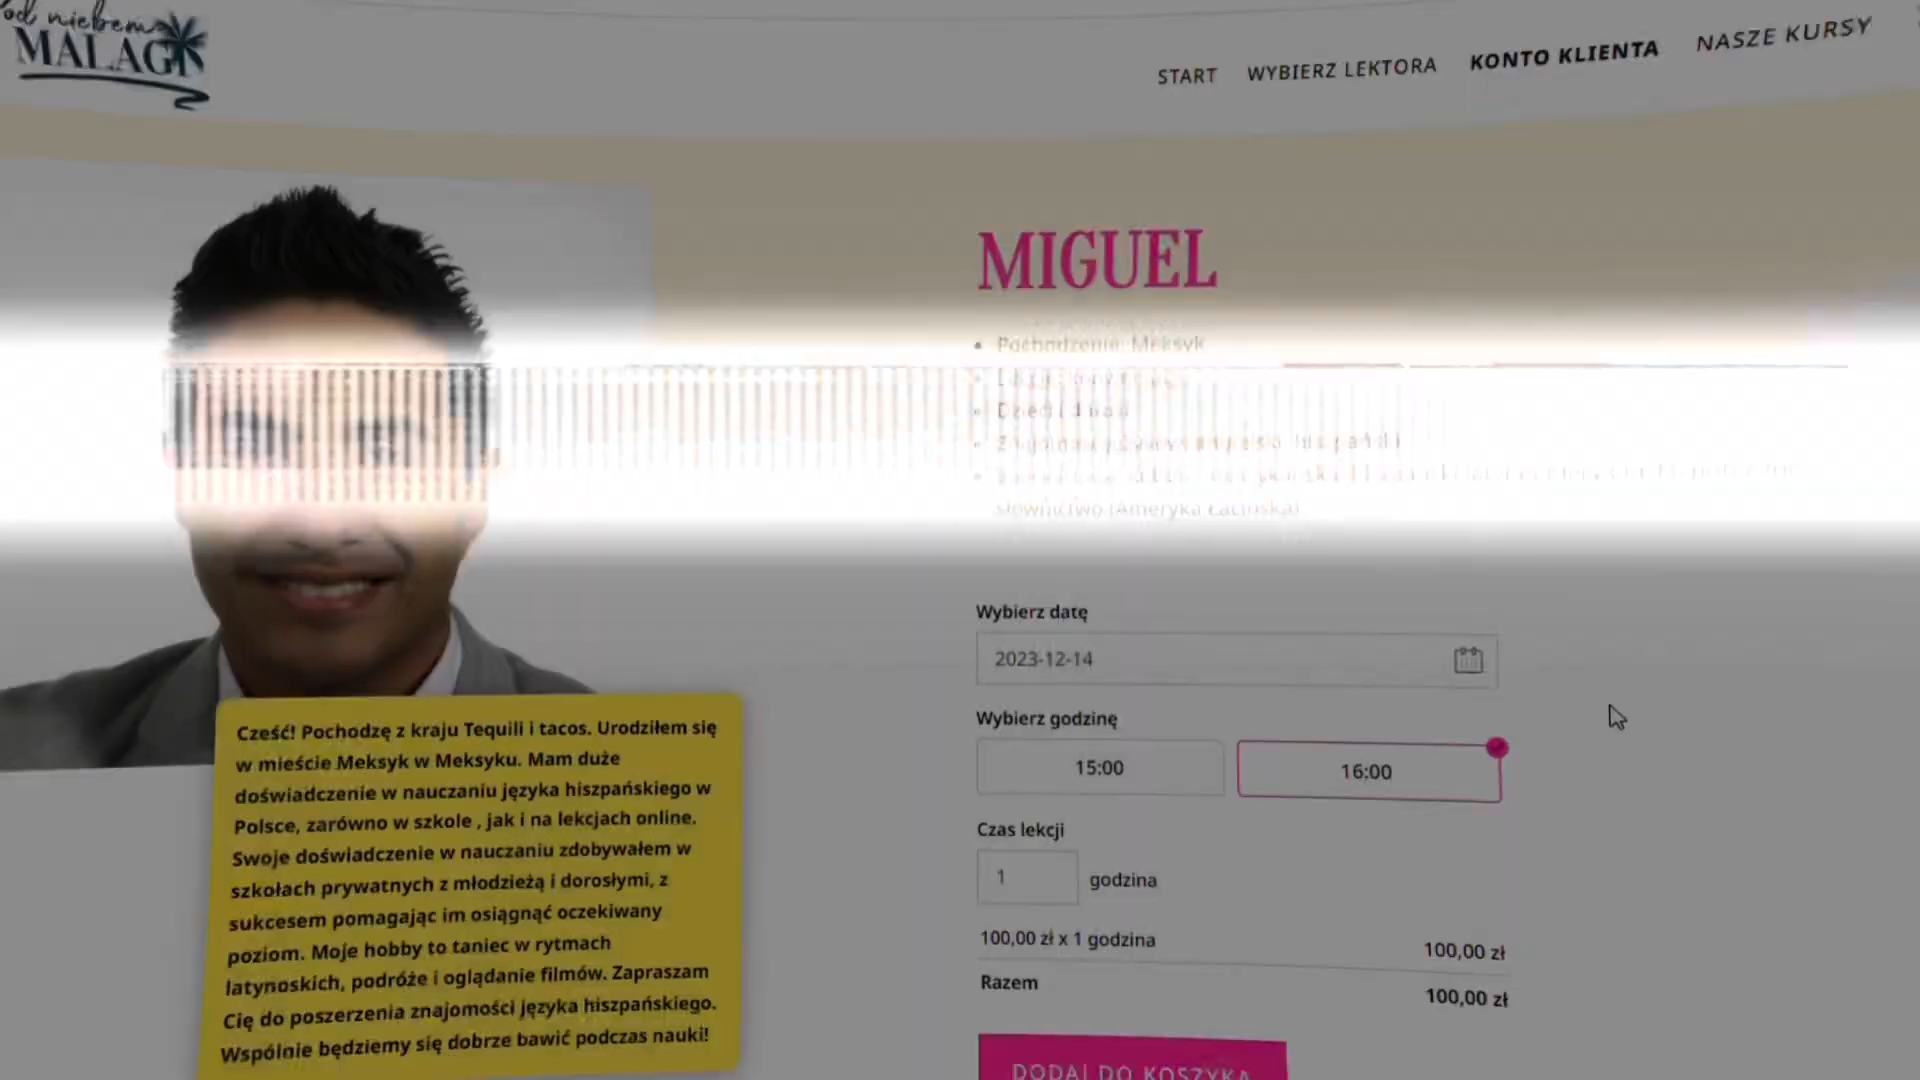 od niebem
MALAGI
START
WYBIERZ LEKTORA
KONTO KLIENTA
NASZE KURSY
MIGUEL
Pochodzenie: Meksyk
słownictwo (Ameryka Łacińska)
Wybierz datę
2023-12-14
Wybierz godzinę
15:00
16:00
Czas lekcji
1
godzina
100,00 zł x 1 godzina
100,00 zł
Razem
100,00 zł
DODAJ DO KOSZYKA
Cześć! Pochodzę z kraju Tequili i tacos. Urodziłem się
w mieście Meksyk w Meksyku. Mam duże
doświadczenie w nauczaniu języka hiszpańskiego w
Polsce, zarówno w szkole , jak i na lekcjach online.
Swoje doświadczenie w nauczaniu zdobywałem w
szkołach prywatnych z młodzieżą i dorosłymi, z
sukcesem pomagając im osiągnąć oczekiwany
poziom. Moje hobby to taniec w rytmach
latynoskich, podróże i oglądanie filmów. Zapraszam
Cię do poszerzenia znajomości języka hiszpańskiego.
Wspólnie będziemy się dobrze bawić podczas nauki!